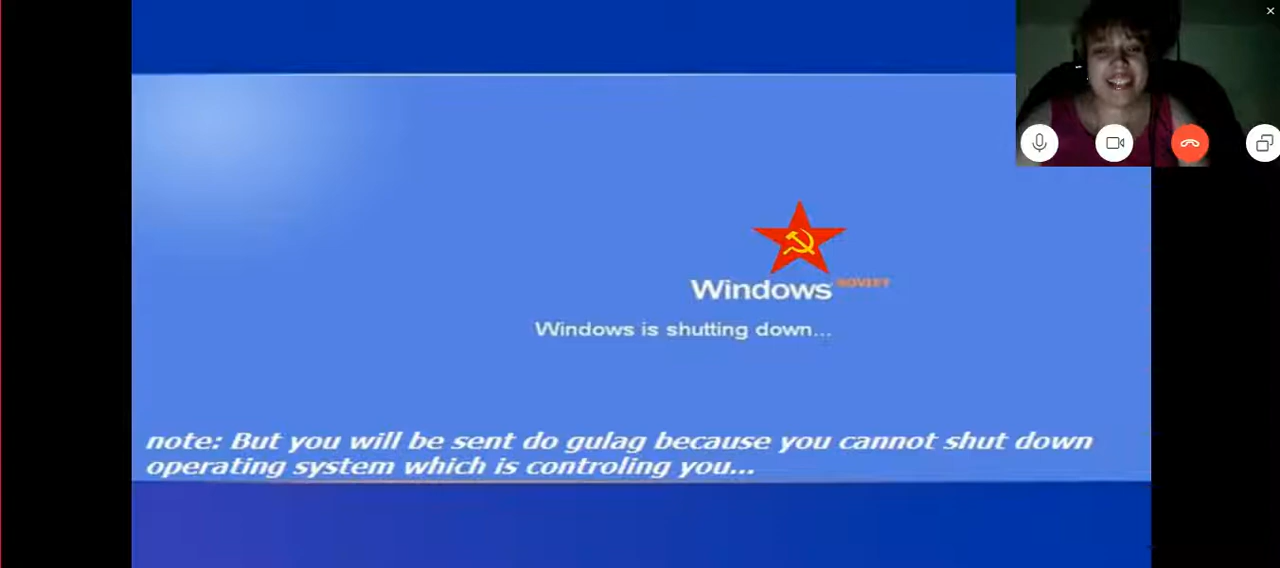 Windows SOVIET
Windows is shutting down...
note: But you will be sent do gulag because you cannot shut down
operating system which is controling you...